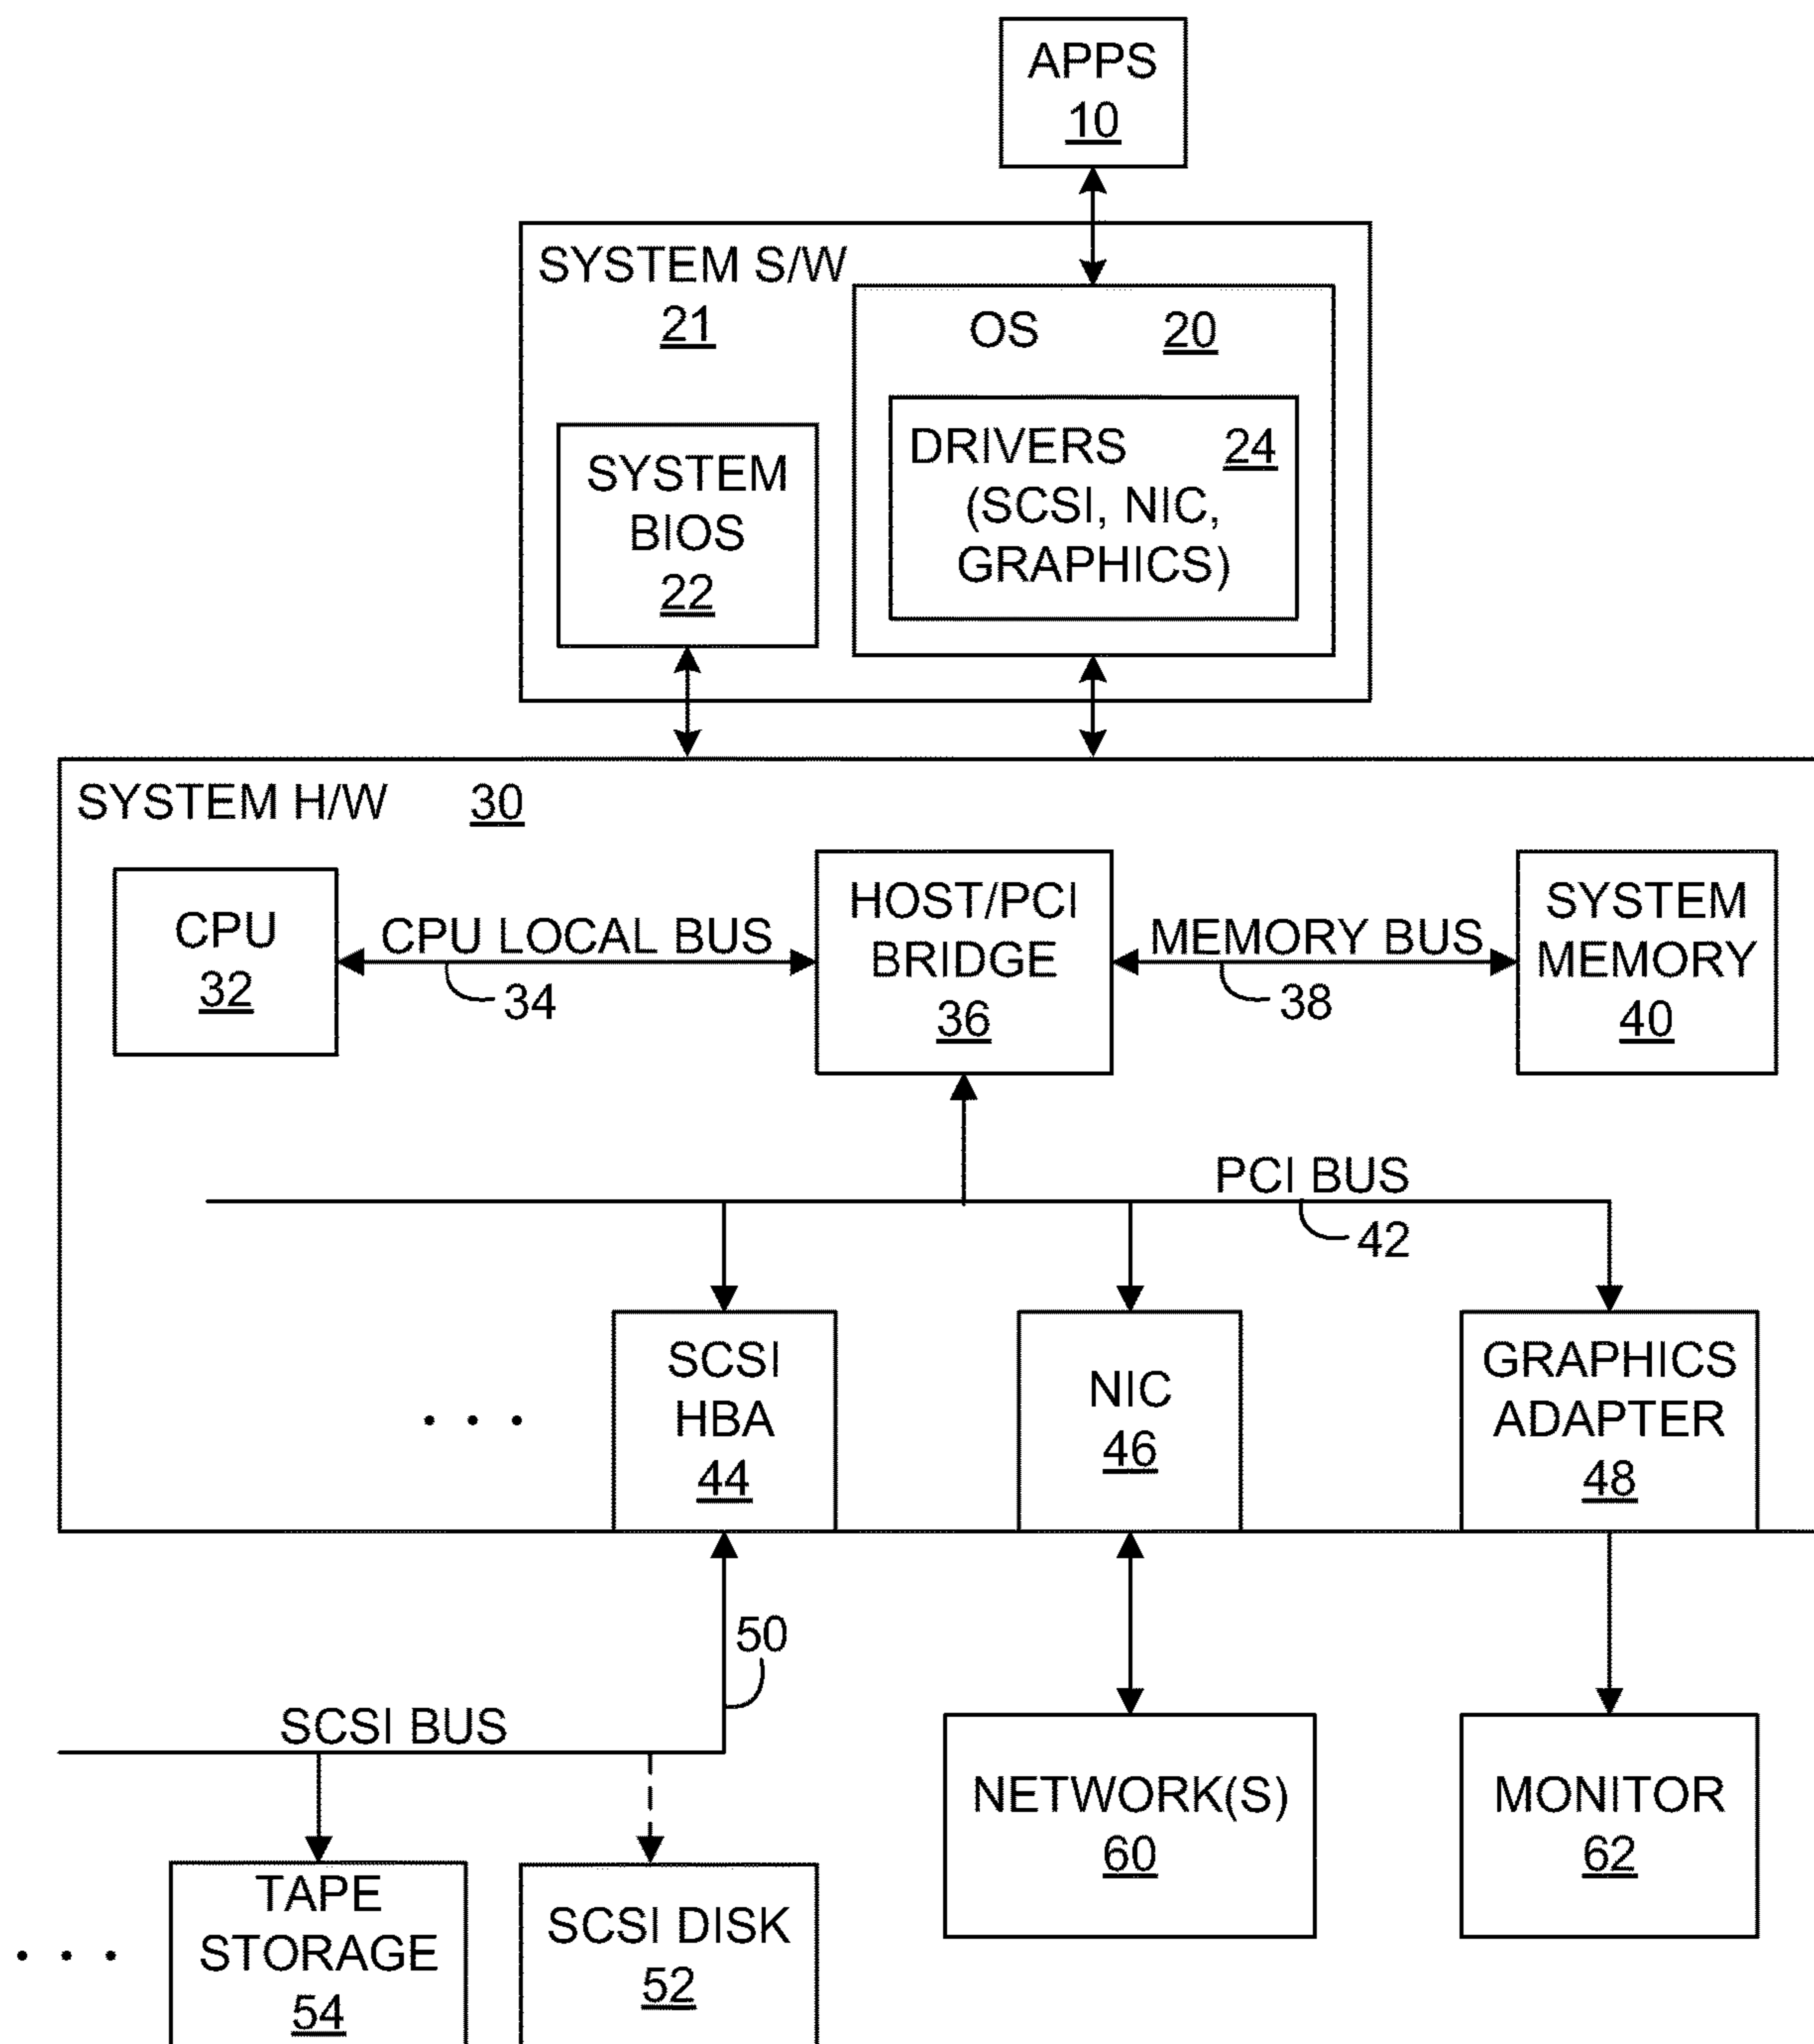 APPS
10
SYSTEM S/W
21
OS 20
DRIVERS 24
(SCSI, NIC,
GRAPHICS)
SYSTEM
BIOS
22
SYSTEM H/W 30
CPU
32
CPU LOCAL BUS
34
HOST/PCI
BRIDGE
36
MEMORY BUS
38
SYSTEM
MEMORY
40
PCI BUS
42
. . .
SCSI
HBA
44
NIC
46
GRAPHICS
ADAPTER
48
50
SCSI BUS
. . .
TAPE
STORAGE
54
SCSI DISK
52
NETWORK(S)
60
MONITOR
62